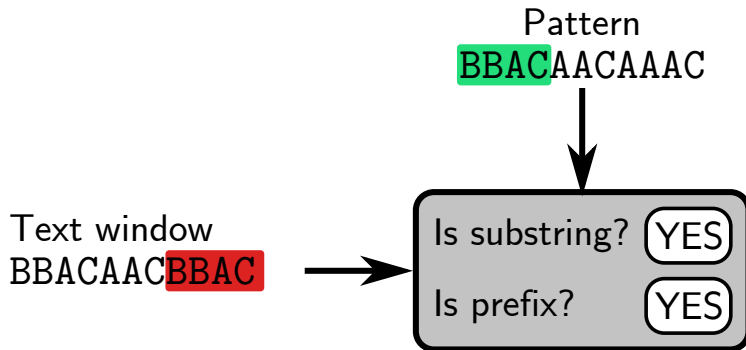 Pattern
BBACAACAAAC
Text window
BBACAACBBAC
Is substring? YES
Is prefix? YES